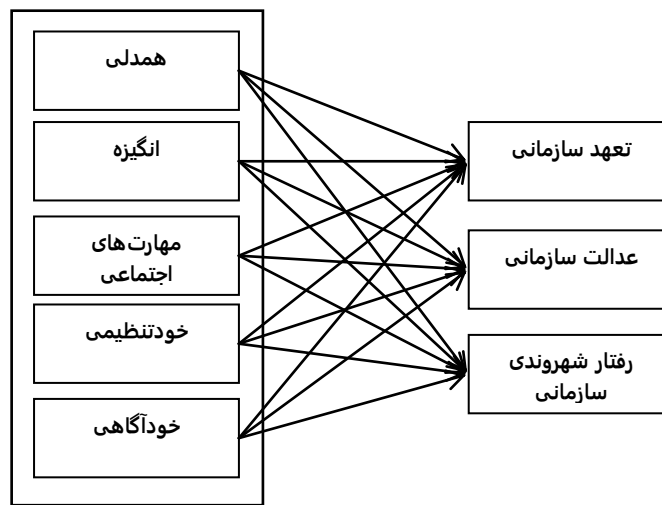 همدلی
انگیزه
مهارت‌های
اجتماعی
خودتنظیمی
خودآگاهی
تعهد سازمانی
عدالت سازمانی
رفتار شهروندی
سازمانی